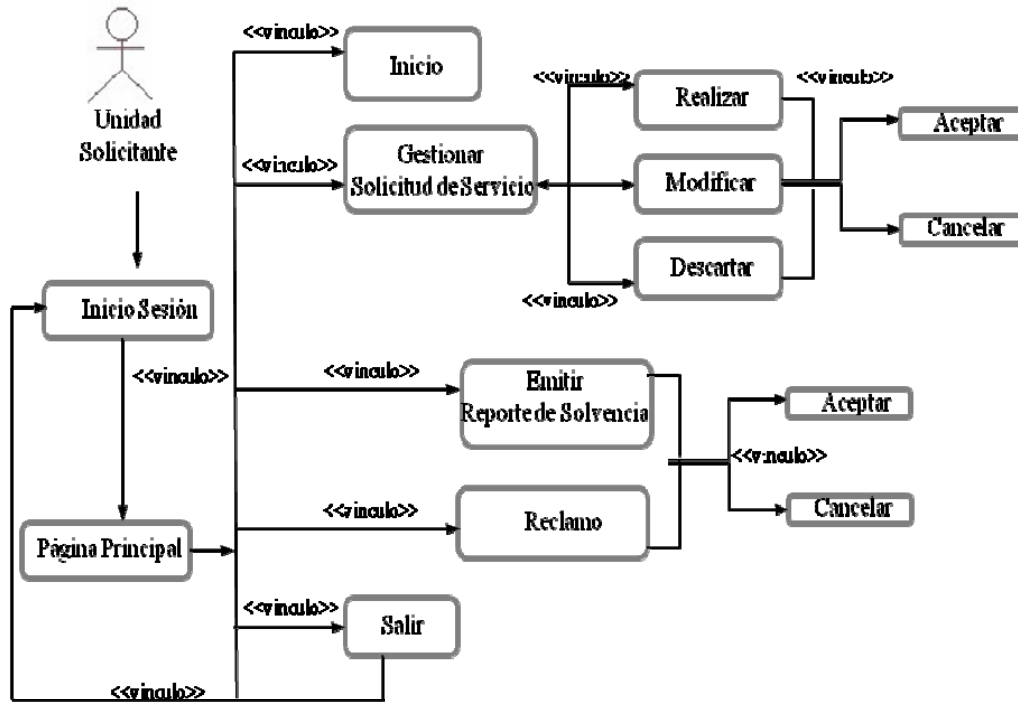 Unidad
Solicitante
Inicio Sesión
<<vinculo>>
Página Principal
<<vinculo>>
Inicio
<<vinculo>>
Gestionar
Solicitud de Servicio
<<vinculo>>
Realizar
Modificar
Descartar
<<vinculo>>
<<vinculo>>
Aceptar
Cancelar
<<vinculo>>
Emitir
Reporte de Solvencia
<<vinculo>>
Reclamo
<<vinculo>>
Aceptar
Cancelar
<<vinculo>>
Salir
<<vinculo>>